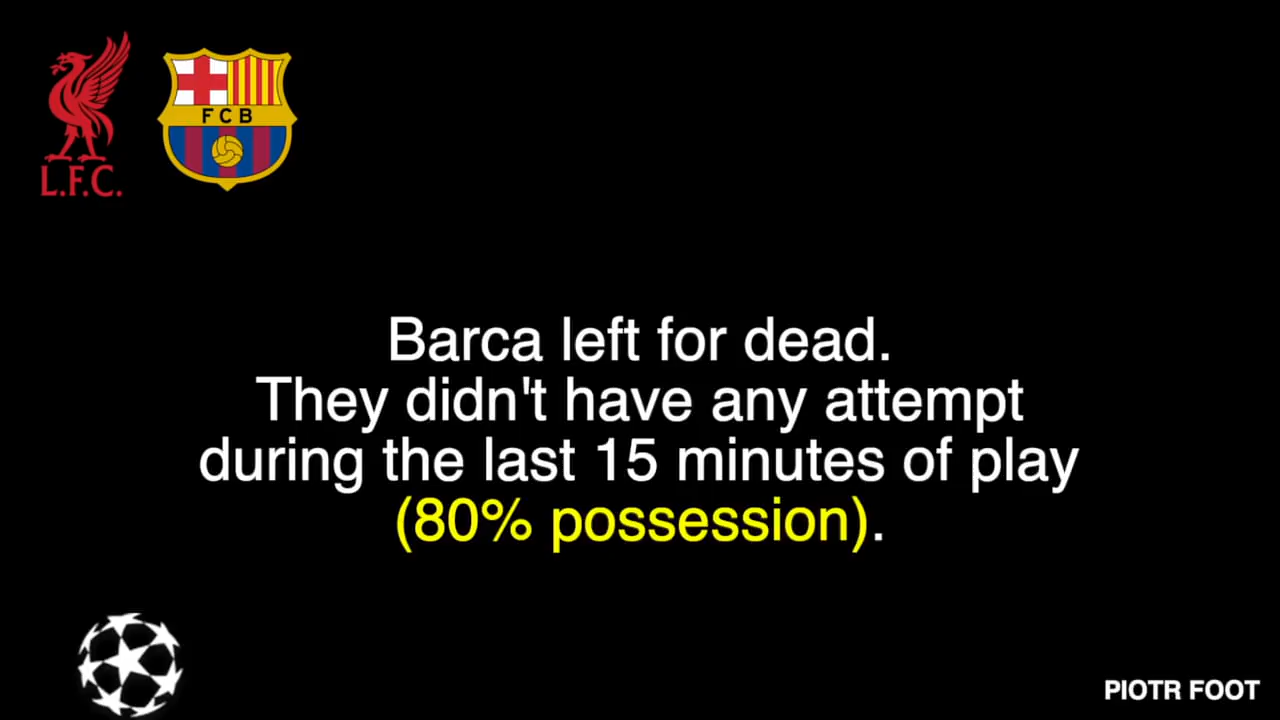 L.F.C.
FCB
Barca left for dead.
They didn't have any attempt
during the last 15 minutes of play
(80% possession).
PIOTR FOOT